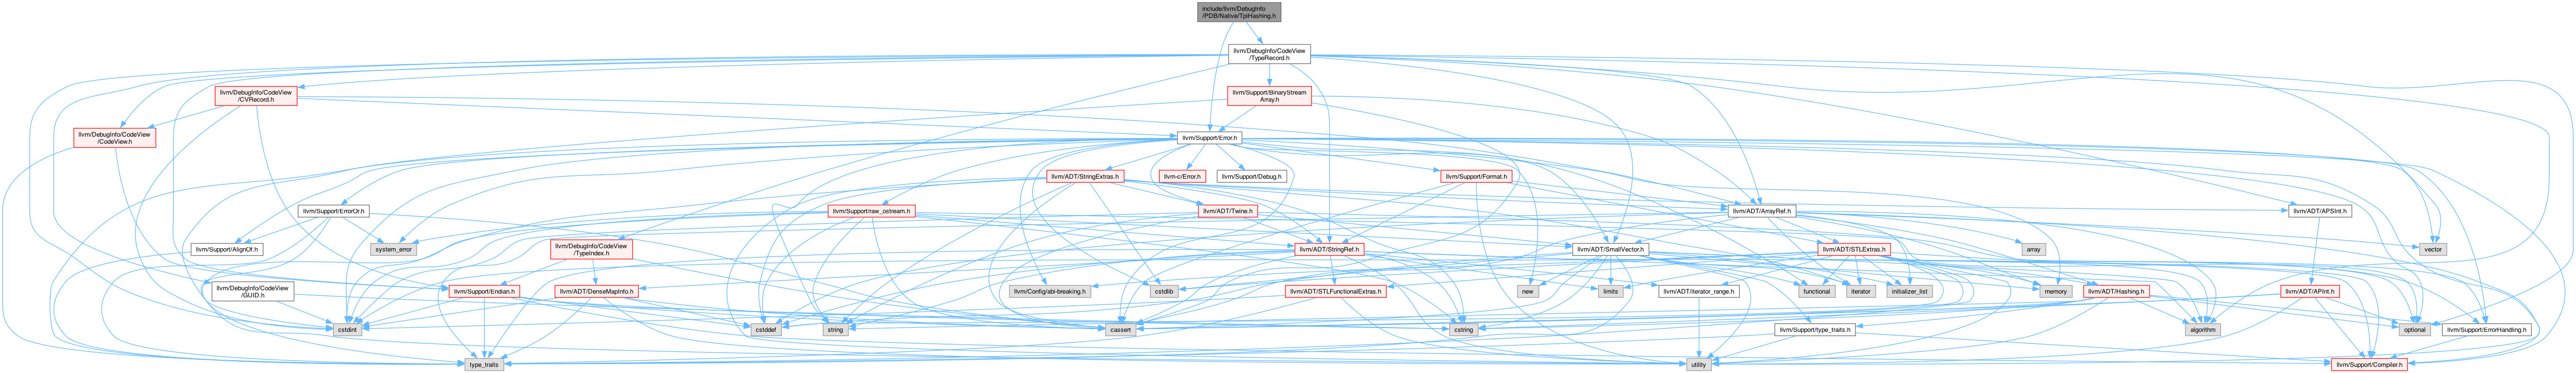 include/llvm/DebugInfo
/PDB/Native/TpiHashing.h
llvm/DebugInfo/CodeView
/TypeRecord.h
llvm/DebugInfo/CodeView
/CVRecord.h
llvm/Support/BinaryStream
Array.h
llvm/DebugInfo/CodeView
/CodeView.h
llvm/Support/Error.h
llvm/ADT/StringExtras.h
llvm-c/Error.h
llvm/Support/Debug.h
llvm/Support/Format.h
llvm/Support/ErrorOr.h
llvm/Support/raw_ostream.h
llvm/ADT/Twine.h
llvm/ADT/ArrayRef.h
llvm/ADT/APSInt.h
llvm/Support/AlignOf.h
system_error
llvm/DebugInfo/CodeView
/TypeIndex.h
llvm/ADT/StringRef.h
llvm/ADT/SmallVector.h
llvm/ADT/STLExtras.h
array
vector
llvm/DebugInfo/CodeView
/GUID.h
llvm/Support/Endian.h
llvm/ADT/DenseMapInfo.h
llvm/Config/abi-breaking.h
cstdlib
llvm/ADT/STLFunctionalExtras.h
new
limits
llvm/ADT/iterator_range.h
functional
iterator
initializer_list
memory
llvm/ADT/Hashing.h
llvm/ADT/APInt.h
cstdint
cstddef
string
cassert
cstring
llvm/Support/type_traits.h
algorithm
optional
llvm/Support/ErrorHandling.h
type_traits
utility
llvm/Support/Compiler.h